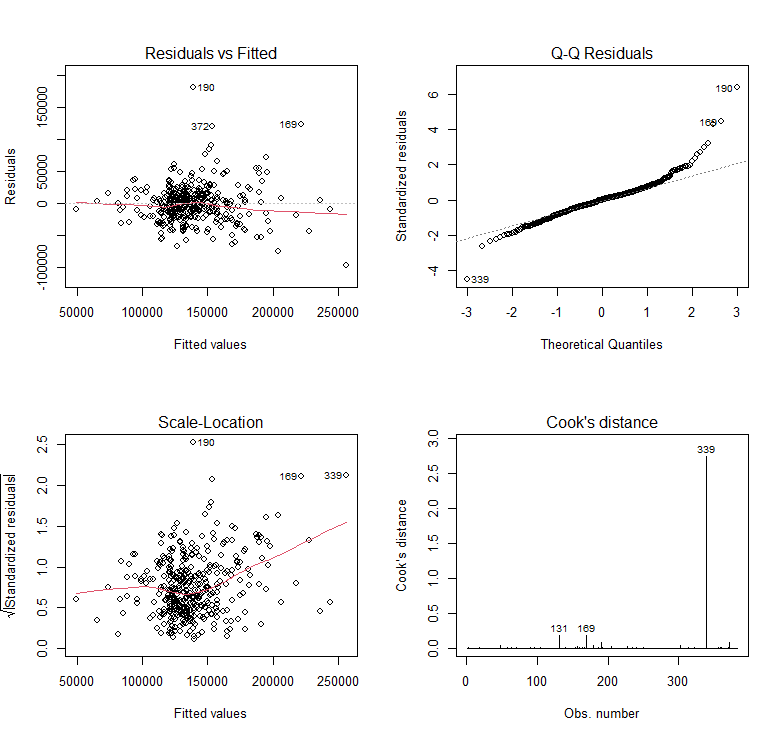 Residuals vs Fitted
Residuals
-100000 0 50000 150000
190
372
169
50000 100000 150000 200000 250000
Fitted values
Q-Q Residuals
Standardized residuals
-4 -2 0 2 4 6
190
169
339
-3 -2 -1 0 1 2 3
Theoretical Quantiles
Scale-Location
√|Standardized residuals|
0.0 0.5 1.0 1.5 2.0 2.5
190
169
339
50000 100000 150000 200000 250000
Fitted values
Cook's distance
Cook's distance
0.0 0.5 1.0 1.5 2.0 2.5 3.0
339
131
169
0 100 200 300
Obs. number